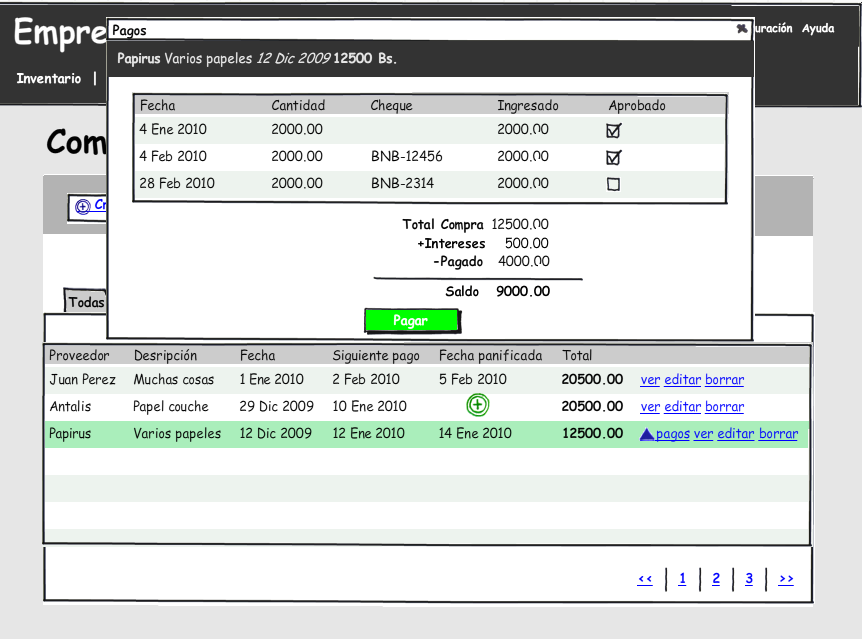 Empre
uración Ayuda
Inventario |
Pagos
Papirus Varios papeles 12 Dic 2009 12500 Bs.
Fecha Cantidad Cheque Ingresado Aprobado
4 Ene 2010 2000.00 2000.00
4 Feb 2010 2000.00 BNB-12456 2000.00
28 Feb 2010 2000.00 BNB-2314 2000.00
Total Compra 12500.00
+Intereses 500.00
-Pagado 4000.00
Saldo 9000.00
Pagar
Com
Cr
Todas
Proveedor Desripción Fecha Siguiente pago Fecha panificada Total
Juan Perez Muchas cosas 1 Ene 2010 2 Feb 2010 5 Feb 2010 20500.00 ver editar borrar
Antalis Papel couche 29 Dic 2009 10 Ene 2010 20500.00 ver editar borrar
Papirus Varios papeles 12 Dic 2009 12 Ene 2010 14 Ene 2010 12500.00 pagos ver editar borrar
<< | 1 | 2 | 3 | >>